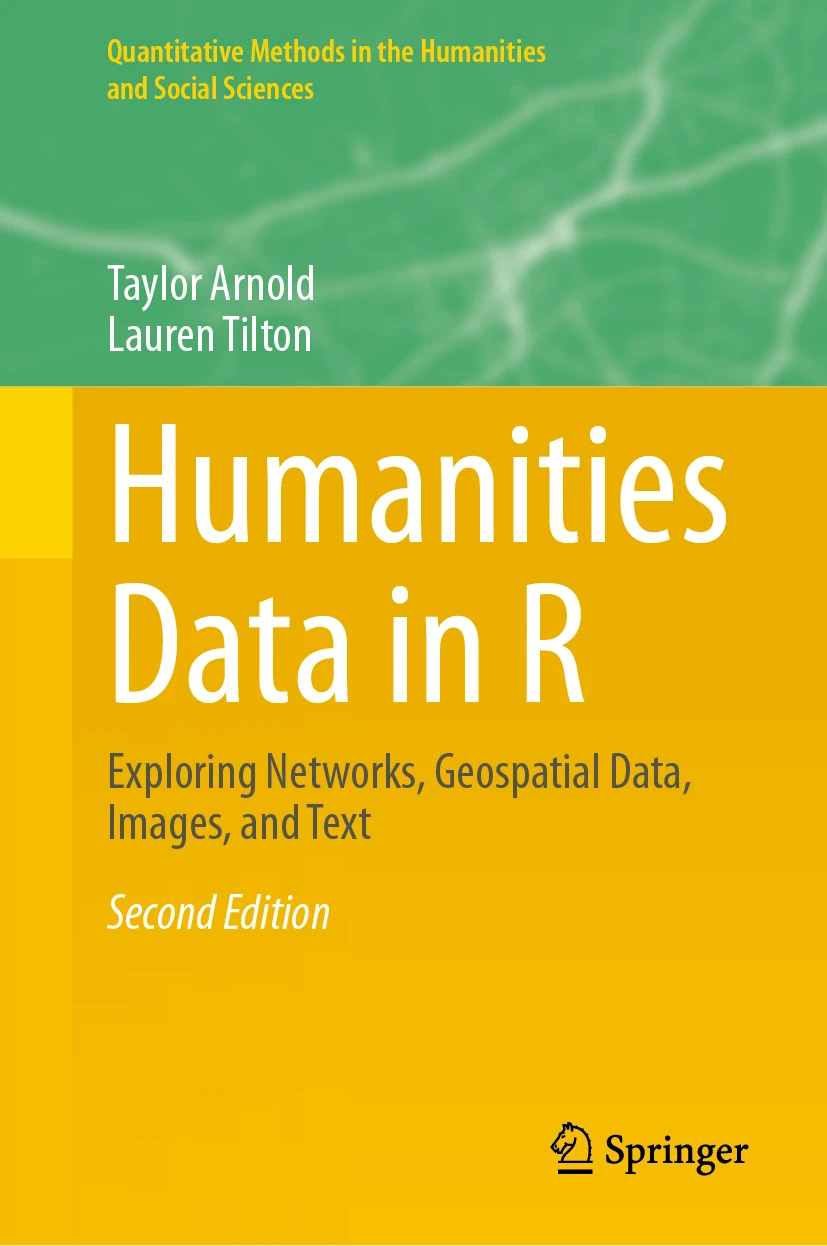 Quantitative Methods in the Humanities
and Social Sciences
Taylor Arnold
Lauren Tilton
Humanities
Data in R
Exploring Networks, Geospatial Data,
Images, and Text
Second Edition
Springer